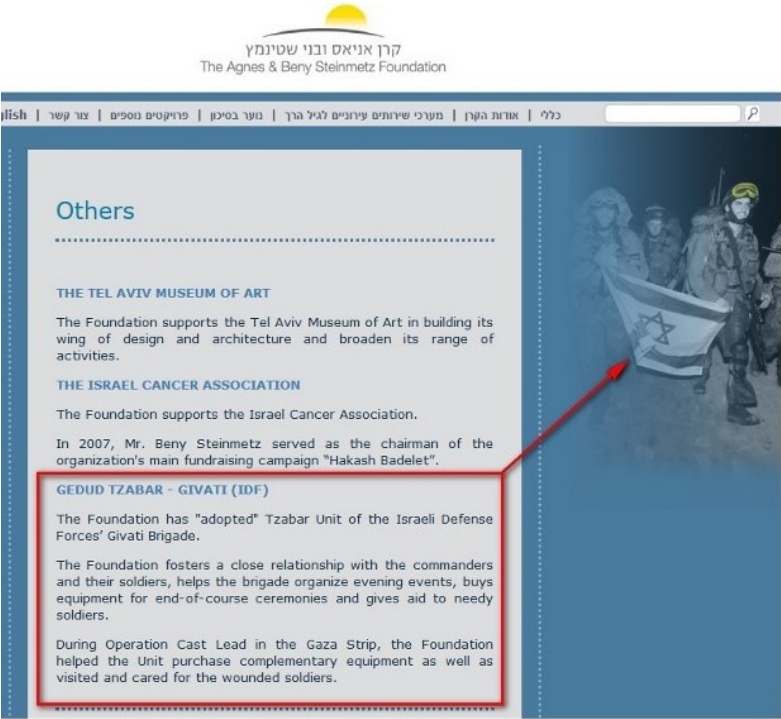 קרן אניאס ובני שטינמץ
The Agnes & Beny Steinmetz Foundation
כללי | אודות הקרן | מערכי שירותים עירוניים לגיל הרך | נוער בסיכון | פרויקטים נוספים | צור קשר | glish
Others
THE TEL AVIV MUSEUM OF ART
The Foundation supports the Tel Aviv Museum of Art in building its
wing of design and architecture and broaden its range of
activities.
THE ISRAEL CANCER ASSOCIATION
The Foundation supports the Israel Cancer Association.
In 2007, Mr. Beny Steinmetz served as the chairman of the
organization's main fundraising campaign "Hakash Badelet".
GEDUD TZABAR - GIVATI (IDF)
The Foundation has "adopted" Tzabar Unit of the Israeli Defense
Forces' Givati Brigade.
The Foundation fosters a close relationship with the commanders
and their soldiers, helps the brigade organize evening events, buys
equipment for end-of-course ceremonies and gives aid to needy
soldiers.
During Operation Cast Lead in the Gaza Strip, the Foundation
helped the Unit purchase complementary equipment as well as
visited and cared for the wounded soldiers.